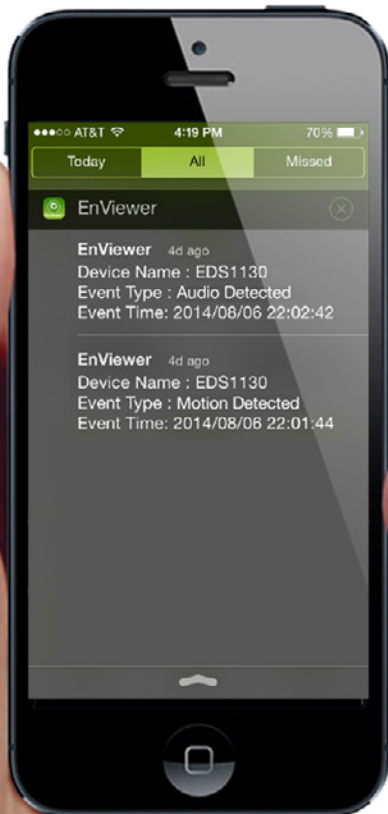 AT&T 4:19 PM 70%
Today All Missed
EnViewer
EnViewer 4d ago
Device Name : EDS1130
Event Type : Audio Detected
Event Time: 2014/08/06 22:02:42
EnViewer 4d ago
Device Name : EDS1130
Event Type : Motion Detected
Event Time: 2014/08/06 22:01:44